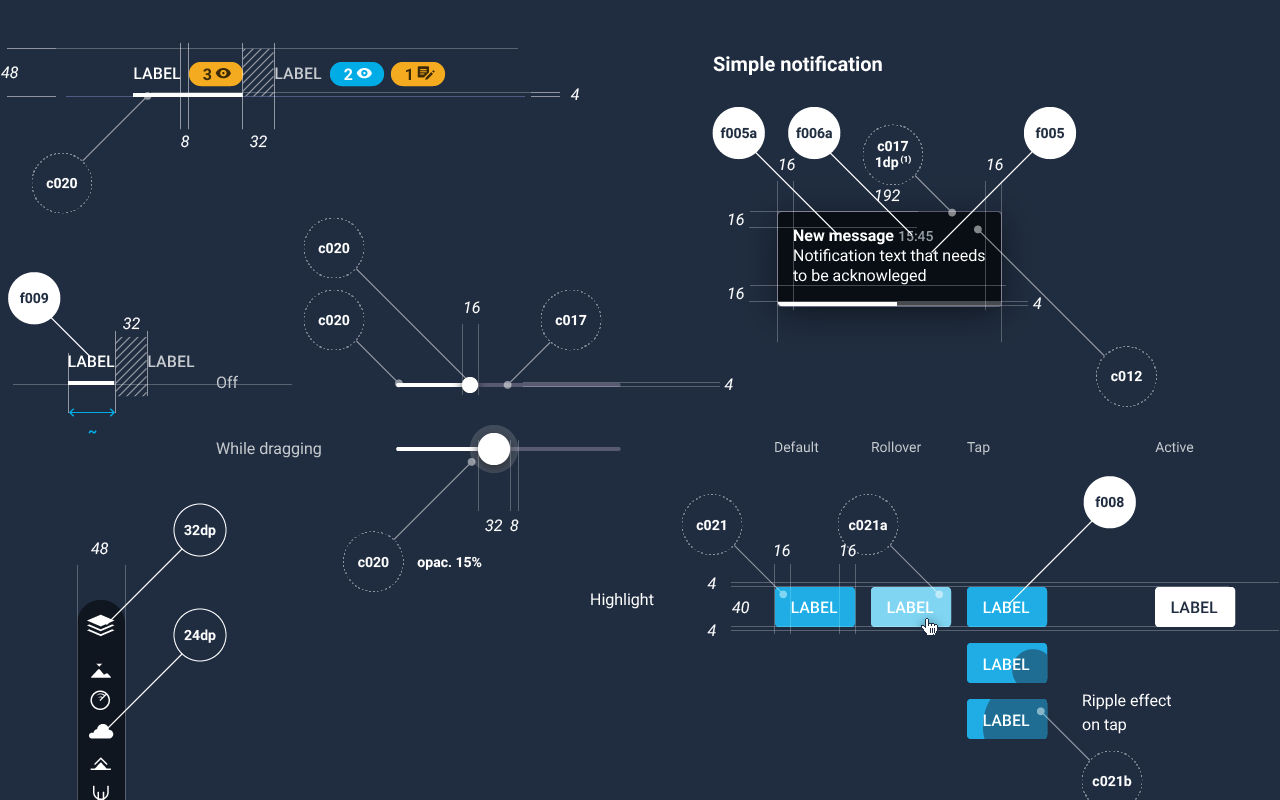 48
LABEL 3 LABEL 2 1
4
8 32
c020
Simple notification
f005a f006a f005
c017
1dp (1)
16 16
192
16
New message 15:45
Notification text that needs
to be acknowleged
16
4
c012
c020
f009
c020 16 c017
32
LABEL LABEL
Off
4
~
While dragging
32 8
c020 opac. 15%
32dp
48
24dp
Default Rollover Tap Active
c021 c021a f008
16 16
4
Highlight 40 LABEL LABEL LABEL LABEL
4
LABEL
LABEL
Ripple effect
on tap
c021b